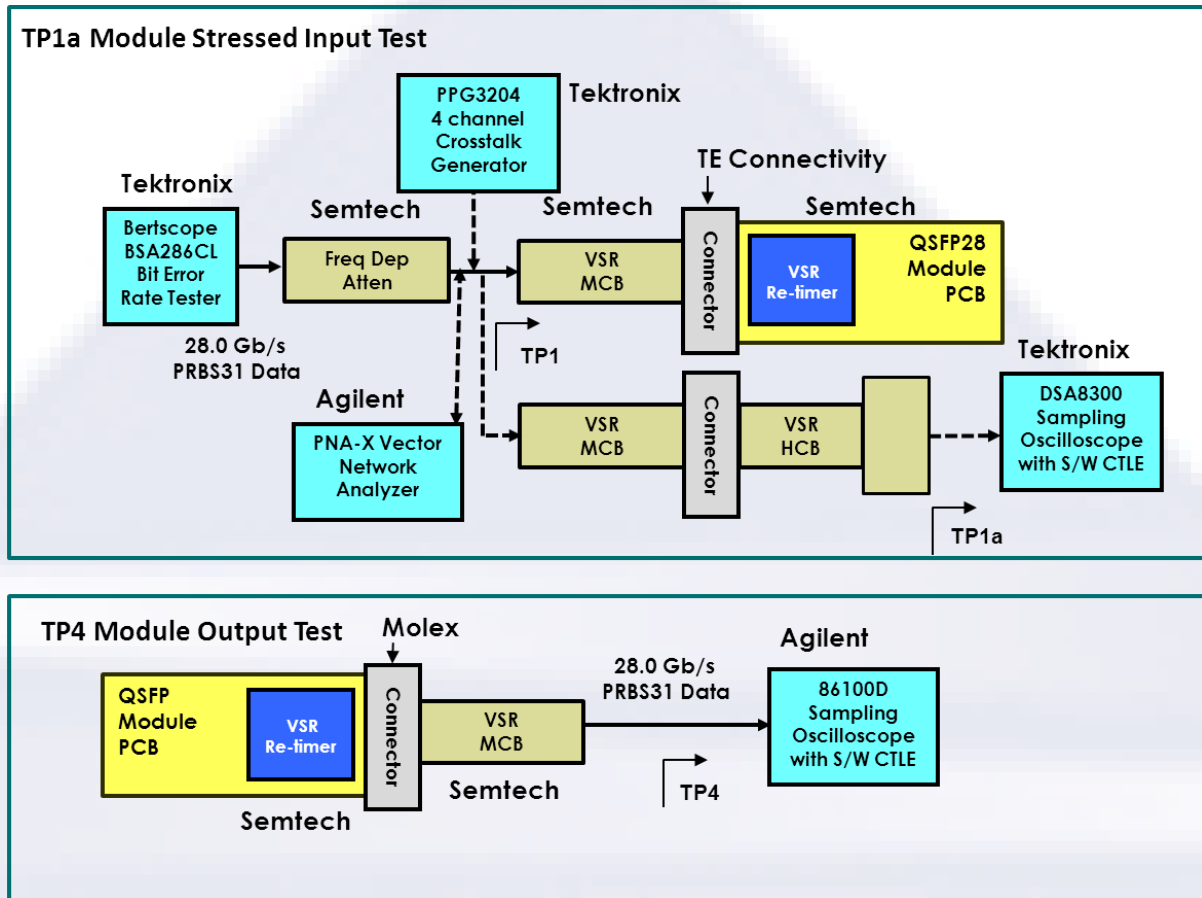 TP1a Module Stressed Input Test
PPG3204
4 channel
Crosstalk
Generator
Tektronix
TE Connectivity
Tektronix
Semtech
Semtech
Semtech
Bertscope
BSA286CL
Bit Error
Rate Tester
Freq Dep
Atten
VSR
MCB
Connector
VSR
Re-timer
QSFP28
Module
PCB
28.0 Gb/s
PRBS31 Data
TP1
Tektronix
Agilent
PNA-X Vector
Network
Analyzer
VSR
MCB
Connector
VSR
HCB
DSA8300
Sampling
Oscilloscope
with S/W CTLE
TP1a
TP4 Module Output Test
Molex
Agilent
QSFP
Module
PCB
VSR
Re-timer
Connector
VSR
MCB
28.0 Gb/s
PRBS31 Data
86100D
Sampling
Oscilloscope
with S/W CTLE
TP4
Semtech
Semtech